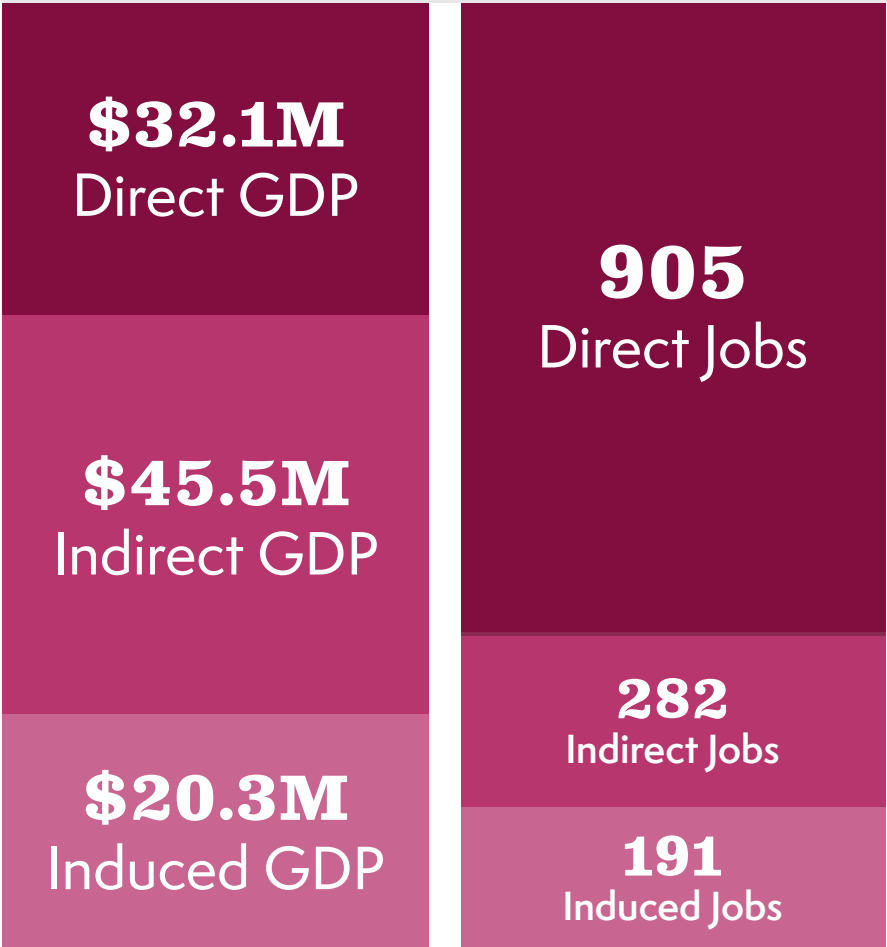 $32.1M
Direct GDP
$45.5M
Indirect GDP
$20.3M
Induced GDP
905
Direct Jobs
282
Indirect Jobs
191
Induced Jobs